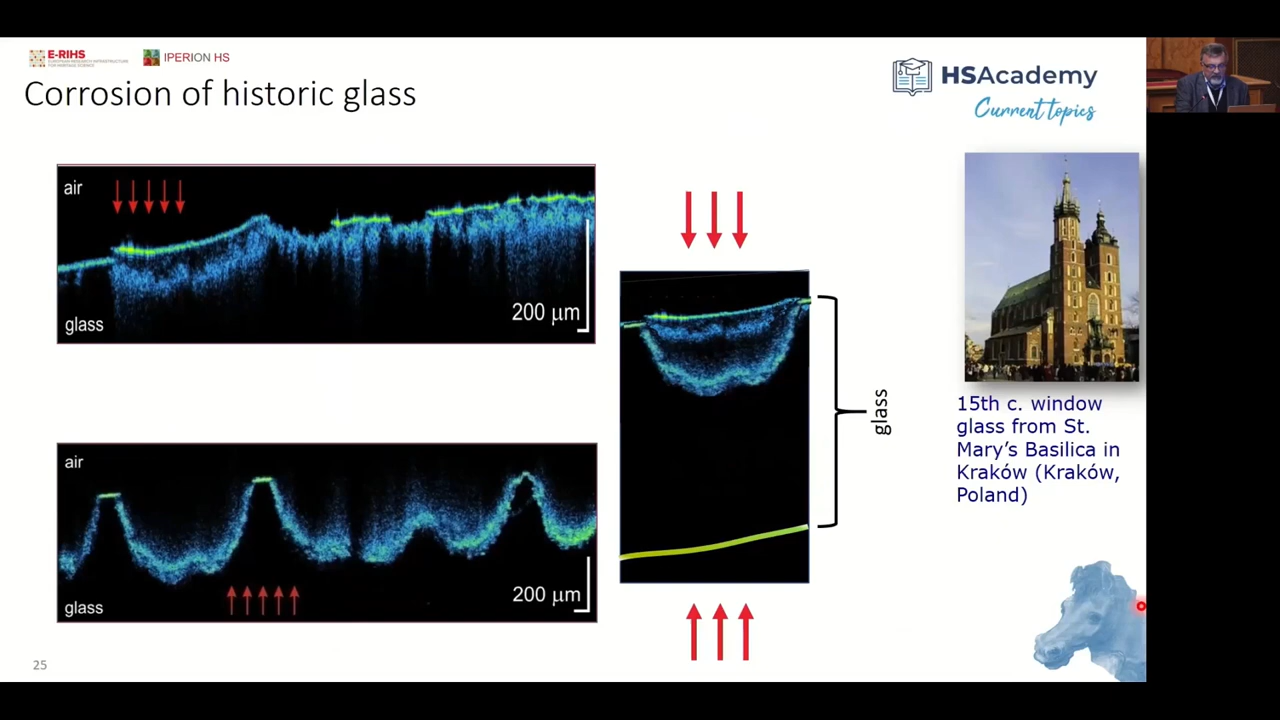 E-RIHS
EUROPEAN RESEARCH INFRASTRUCTURE
FOR HERITAGE SCIENCE
IPERION HS
Corrosion of historic glass
HSAcademy
Current topics
air
glass
200 µm
air
glass
200 µm
glass
15th c. window
glass from St.
Mary's Basilica in
Kraków (Kraków,
Poland)
25